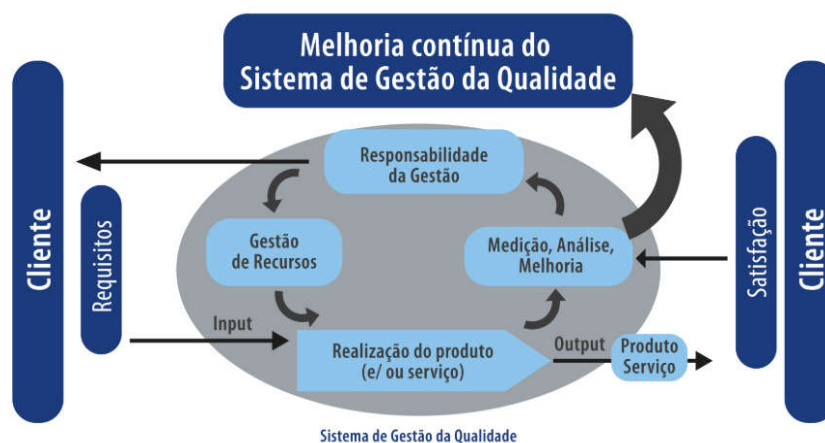 Melhoria contínua do
Sistema de Gestão da Qualidade
Cliente
Requisitos
Responsabilidade
da Gestão
Gestão
de Recursos
Medição, Análise,
Melhoria
Input
Realização do produto
(e/ ou serviço)
Output
Produto
Serviço
Satisfação
Cliente
Sistema de Gestão da Qualidade